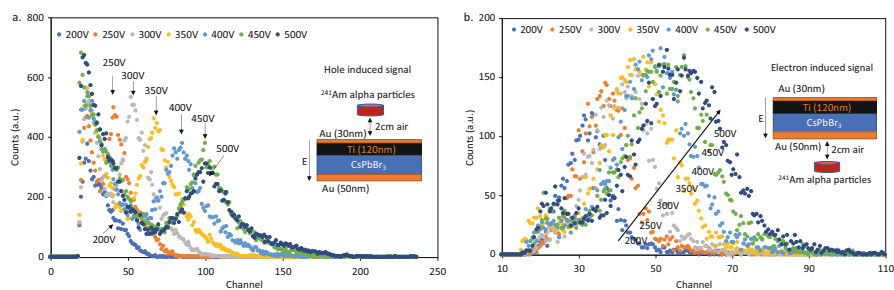 a.
800
600
400
200
0
Counts (a.u.)
200V 250V 300V 350V 400V 450V 500V
250V
300V
350V
400V
450V
500V
200V
Hole induced signal
²⁴¹Am alpha particles
2cm air
Au (30nm)
Ti (120nm)
CsPbBr₃
E
Au (50nm)
0 50 100 150 200 250
Channel
b.
200
150
100
50
0
Counts (a.u.)
200V 250V 300V 350V 400V 450V 500V
Electron induced signal
Au (30nm)
Ti (120nm)
CsPbBr₃
E
Au (50nm)
2cm air
²⁴¹Am alpha particles
500V
450V
400V
350V
300V
250V
200V
10 30 50 70 90 110
Channel